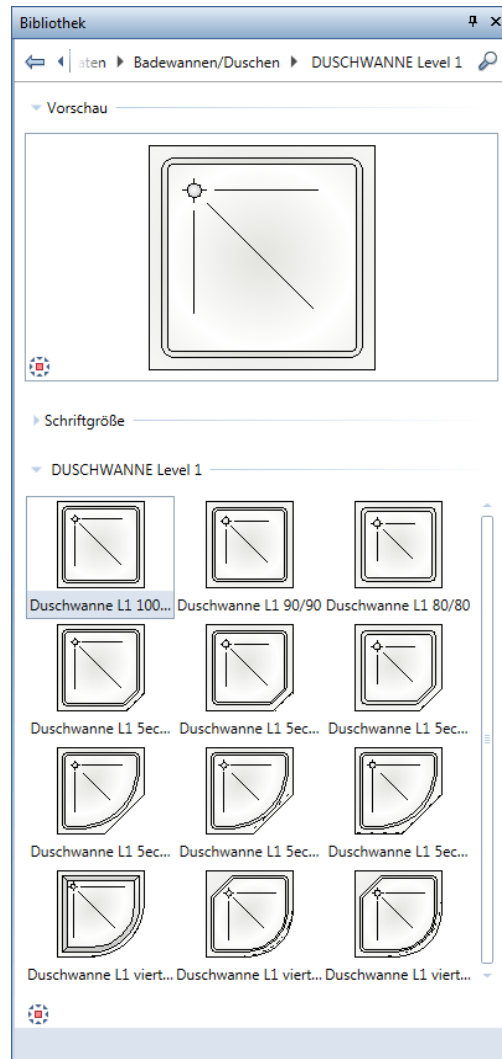 Bibliothek
aten Badewannen/Duschen DUSCHWANNE Level 1
Vorschau
Schriftgröße
DUSCHWANNE Level 1
Duschwanne L1 100... Duschwanne L1 90/90 Duschwanne L1 80/80
Duschwanne L1 5ec... Duschwanne L1 5ec... Duschwanne L1 5ec...
Duschwanne L1 5ec... Duschwanne L1 5ec... Duschwanne L1 5ec...
Duschwanne L1 viert... Duschwanne L1 viert... Duschwanne L1 viert...